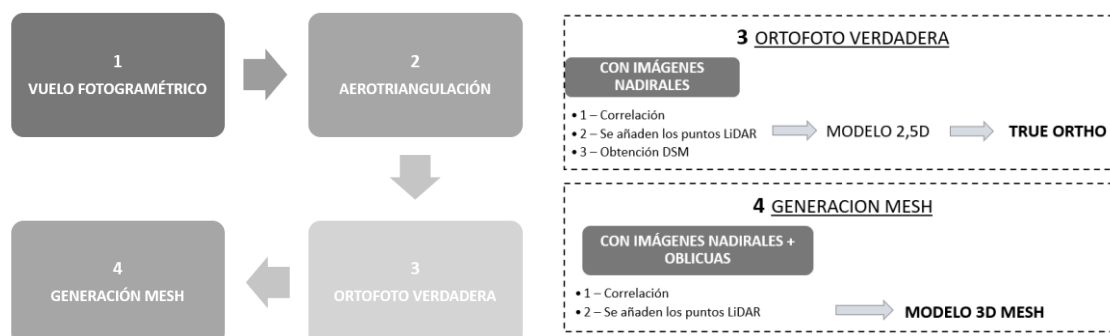 1
VUELO FOTOGRAMÉTRICO
2
AEROTRIANGULACIÓN
4
GENERACIÓN MESH
3
ORTOFOTO VERDADERA
3 ORTOFOTO VERDADERA
CON IMÁGENES
NADIRALES
• 1 – Correlación
• 2 – Se añaden los puntos LiDAR
• 3 – Obtención DSM
MODELO 2,5D
TRUE ORTHO
4 GENERACION MESH
CON IMÁGENES NADIRALES +
OBLICUAS
• 1 – Correlación
• 2 – Se añaden los puntos LiDAR
MODELO 3D MESH